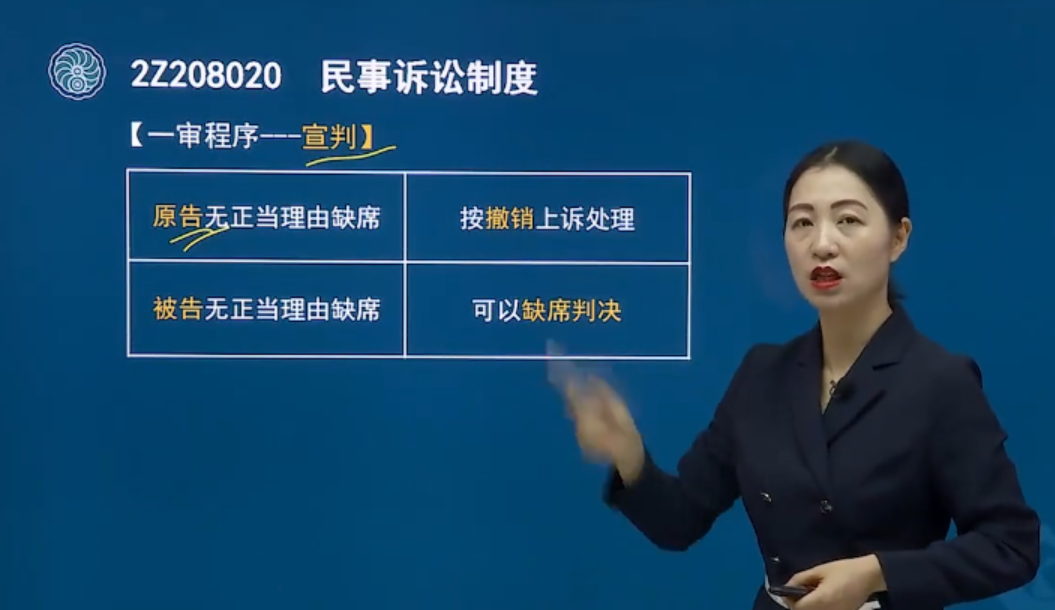 2Z208020 民事诉讼制度
【一审程序---宣判】
原告无正当理由缺席 按撤销上诉处理
被告无正当理由缺席 可以缺席判决